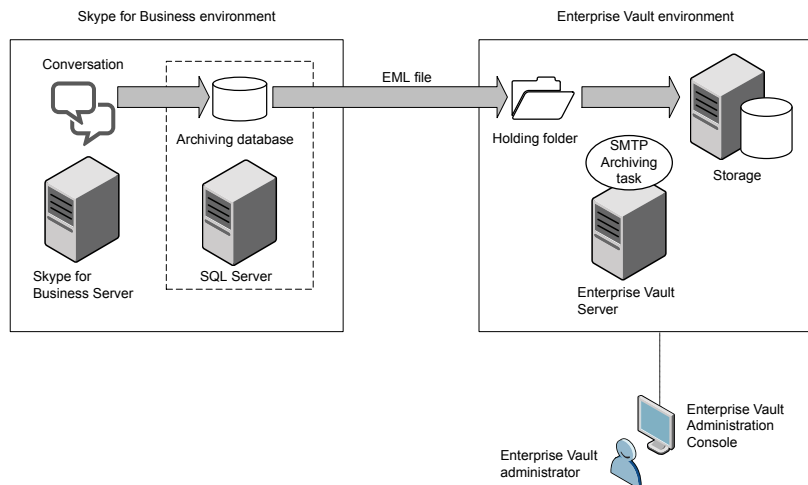 Skype for Business environment
Enterprise Vault environment
Conversation
EML file
Archiving database
Holding folder
SMTP
Archiving
task
Storage
Skype for
Business Server
SQL Server
Enterprise Vault
Server
Enterprise Vault
Administration
Console
Enterprise Vault
administrator